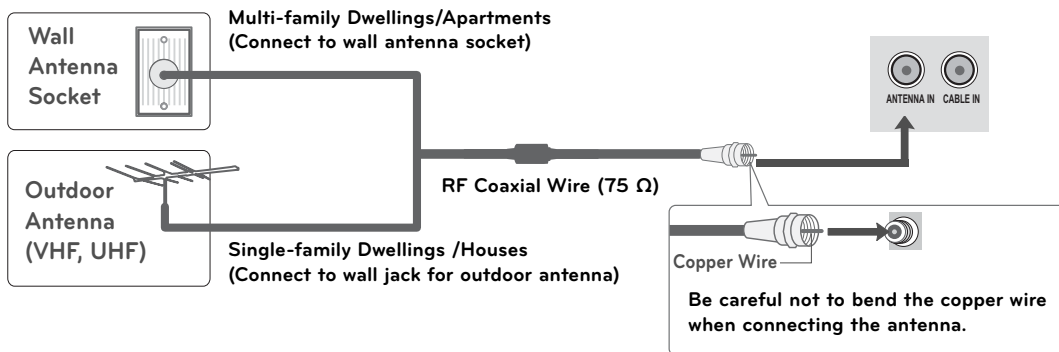 Multi-family Dwellings/Apartments
(Connect to wall antenna socket)
Wall
Antenna
Socket
ANTENNA IN
CABLE IN
RF Coaxial Wire (75 Ω)
Outdoor
Antenna
(VHF, UHF)
Single-family Dwellings /Houses
(Connect to wall jack for outdoor antenna)
Copper Wire
Be careful not to bend the copper wire
when connecting the antenna.